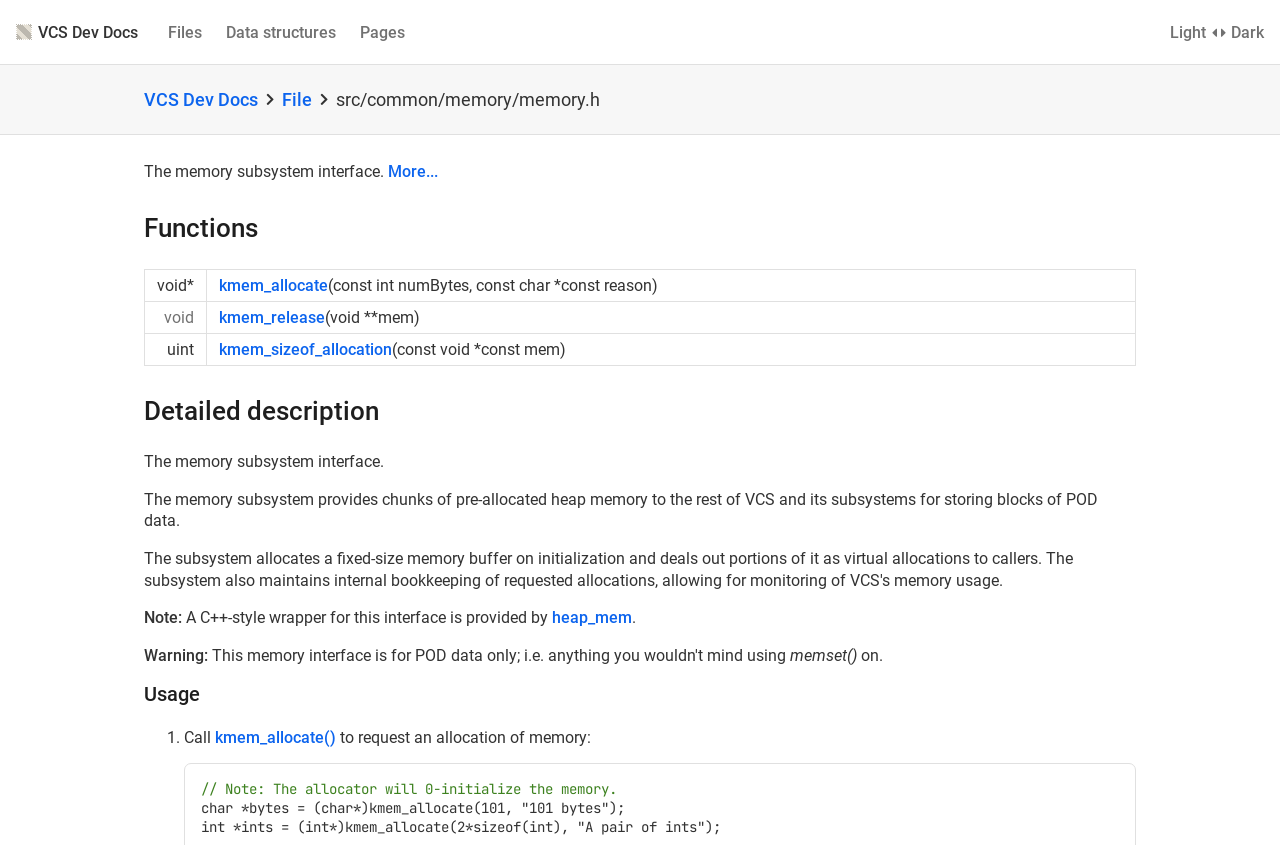 VCS Dev Docs Files Data structures Pages Light Dark
VCS Dev Docs File src/common/memory/memory.h
The memory subsystem interface. More...
Functions
void* kmem_allocate(const int numBytes, const char *const reason)
void kmem_release(void **mem)
uint kmem_sizeof_allocation(const void *const mem)
Detailed description
The memory subsystem interface.
The memory subsystem provides chunks of pre-allocated heap memory to the rest of VCS and its subsystems for storing blocks of POD
data.
The subsystem allocates a fixed-size memory buffer on initialization and deals out portions of it as virtual allocations to callers. The
subsystem also maintains internal bookkeeping of requested allocations, allowing for monitoring of VCS's memory usage.
Note: A C++-style wrapper for this interface is provided by heap_mem.
Warning: This memory interface is for POD data only; i.e. anything you wouldn't mind using memset() on.
Usage
1. Call kmem_allocate() to request an allocation of memory:
// Note: The allocator will 0-initialize the memory.
char *bytes = (char*)kmem_allocate(101, "101 bytes");
int *ints = (int*)kmem_allocate(2*sizeof(int), "A pair of ints");